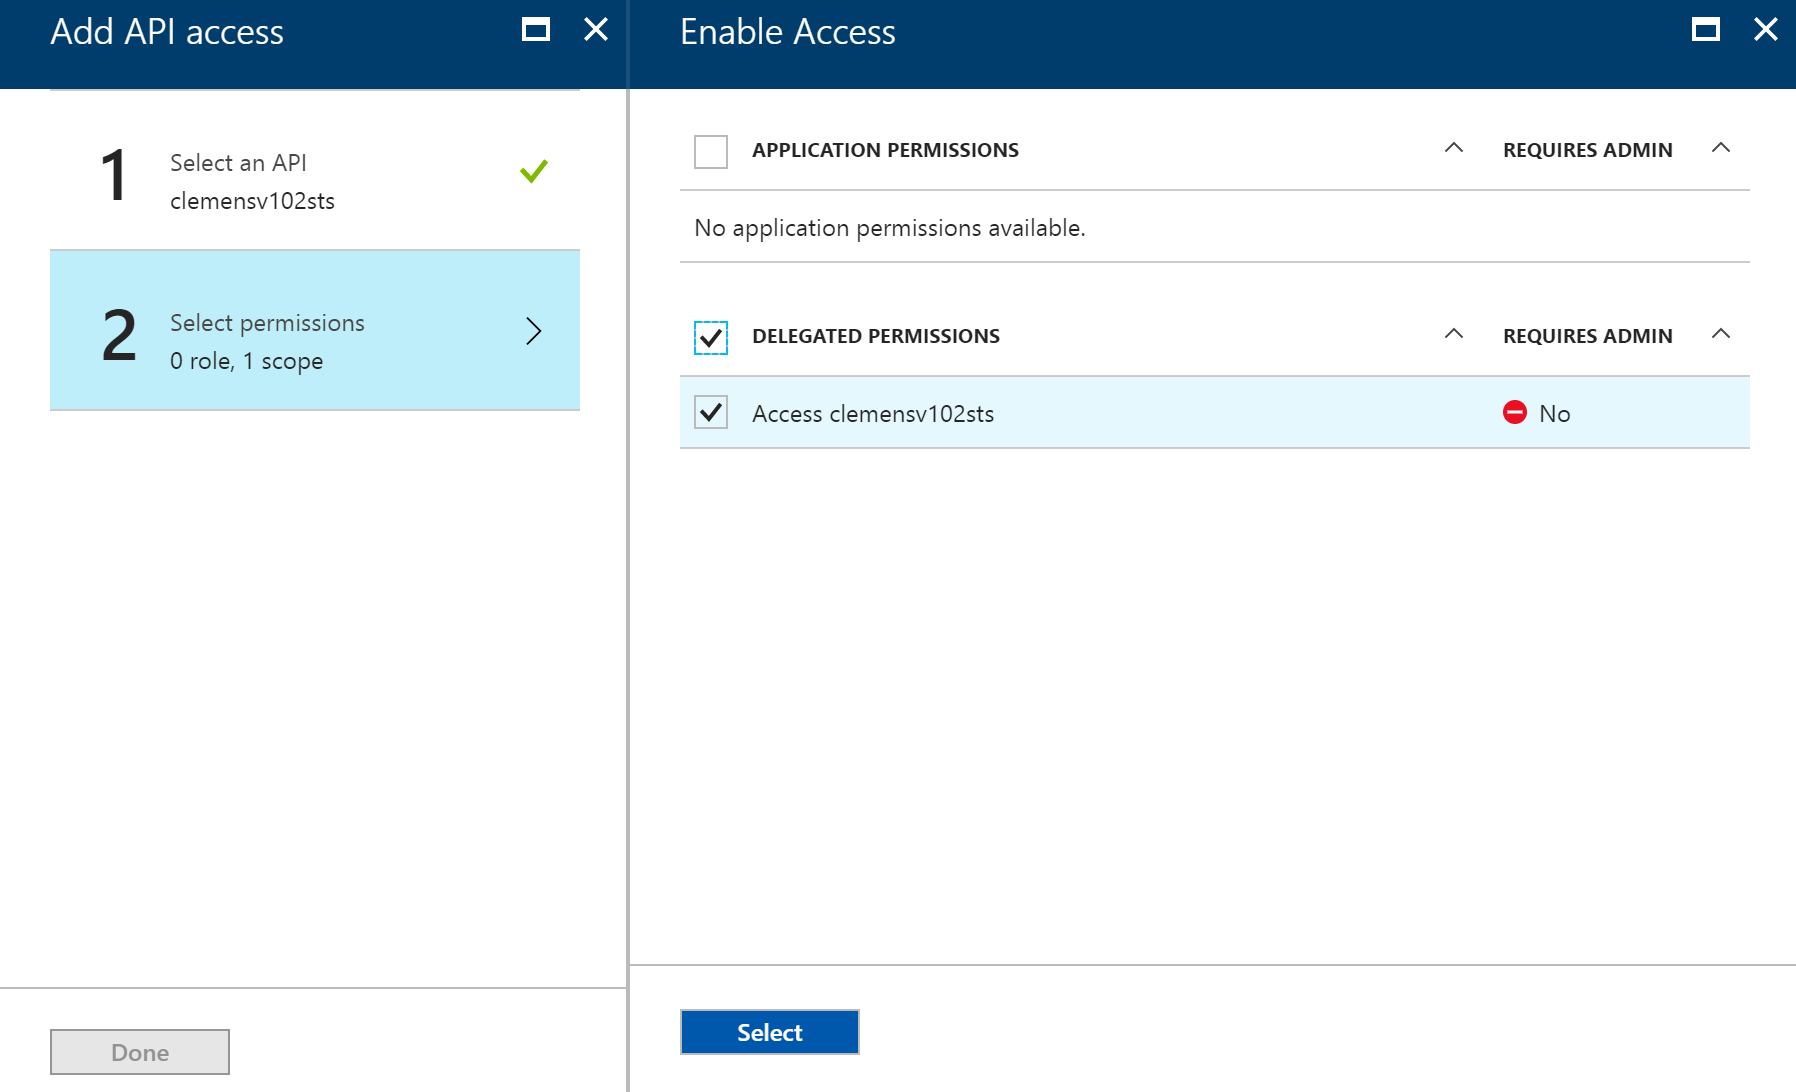 Add API access
1
Select an API
clemensv102sts
2
Select permissions
0 role, 1 scope
Done
Enable Access
APPLICATION PERMISSIONS
REQUIRES ADMIN
No application permissions available.
DELEGATED PERMISSIONS
REQUIRES ADMIN
Access clemensv102sts
No
Select